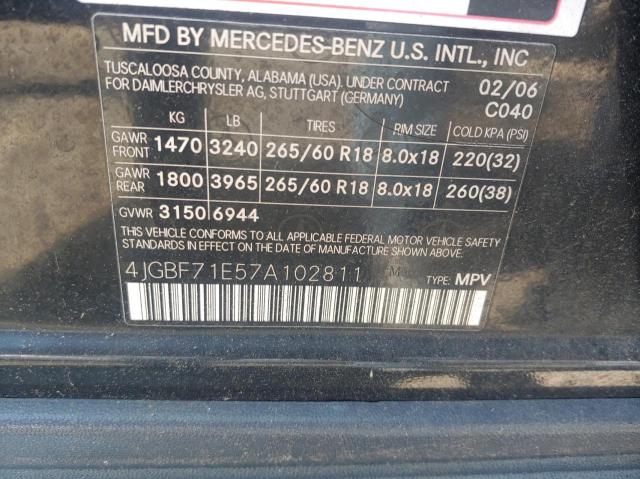 MFD BY MERCEDES-BENZ U.S. INTL., INC
TUSCALOOSA COUNTY, ALABAMA (USA). UNDER CONTRACT 02/06
FOR DAIMLERCHRYSLER AG, STUTTGART (GERMANY) C040
KG LB TIRES RIM SIZE COLD KPA (PSI)
GAWR FRONT 1470 3240 265/60 R18 8.0x18 220(32)
GAWR REAR 1800 3965 265/60 R18 8.0x18 260(38)
GVWR 3150 6944
THIS VEHICLE CONFORMS TO ALL APPLICABLE FEDERAL MOTOR VEHICLE SAFETY
STANDARDS IN EFFECT ON THE DATE OF MANUFACTURE SHOWN ABOVE.
4JGBF71E57A102811 TYPE: MPV